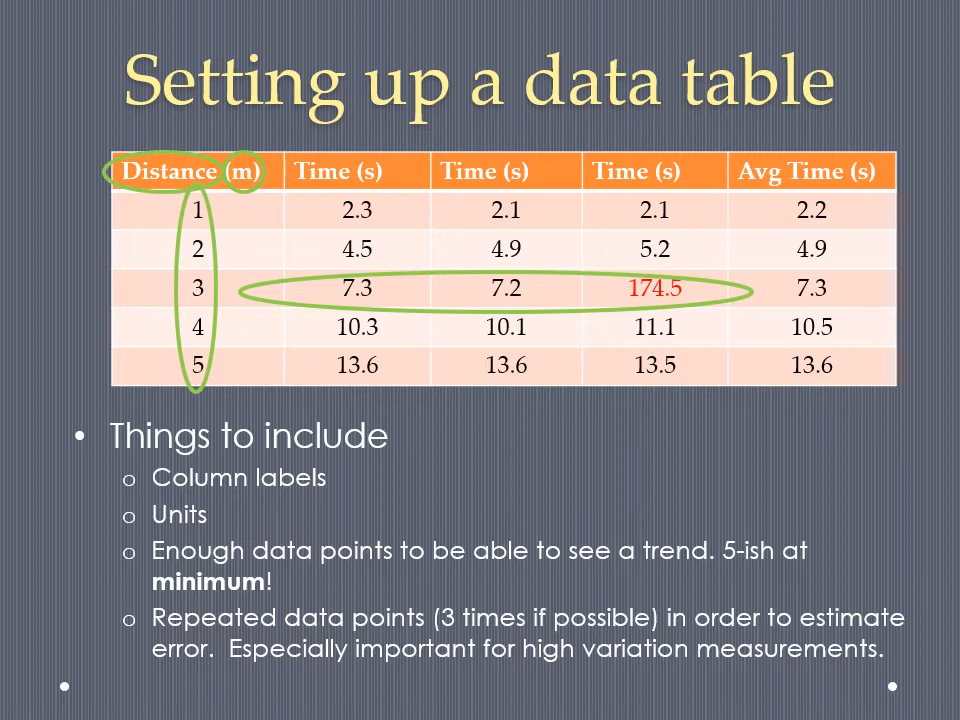 Setting up a data table
Distance (m) Time (s) Time (s) Time (s) Avg Time (s)
1 2.3 2.1 2.1 2.2
2 4.5 4.9 5.2 4.9
3 7.3 7.2 174.5 7.3
4 10.3 10.1 11.1 10.5
5 13.6 13.6 13.5 13.6
• Things to include
o Column labels
o Units
o Enough data points to be able to see a trend. 5-ish at
minimum!
o Repeated data points (3 times if possible) in order to estimate
error. Especially important for high variation measurements.